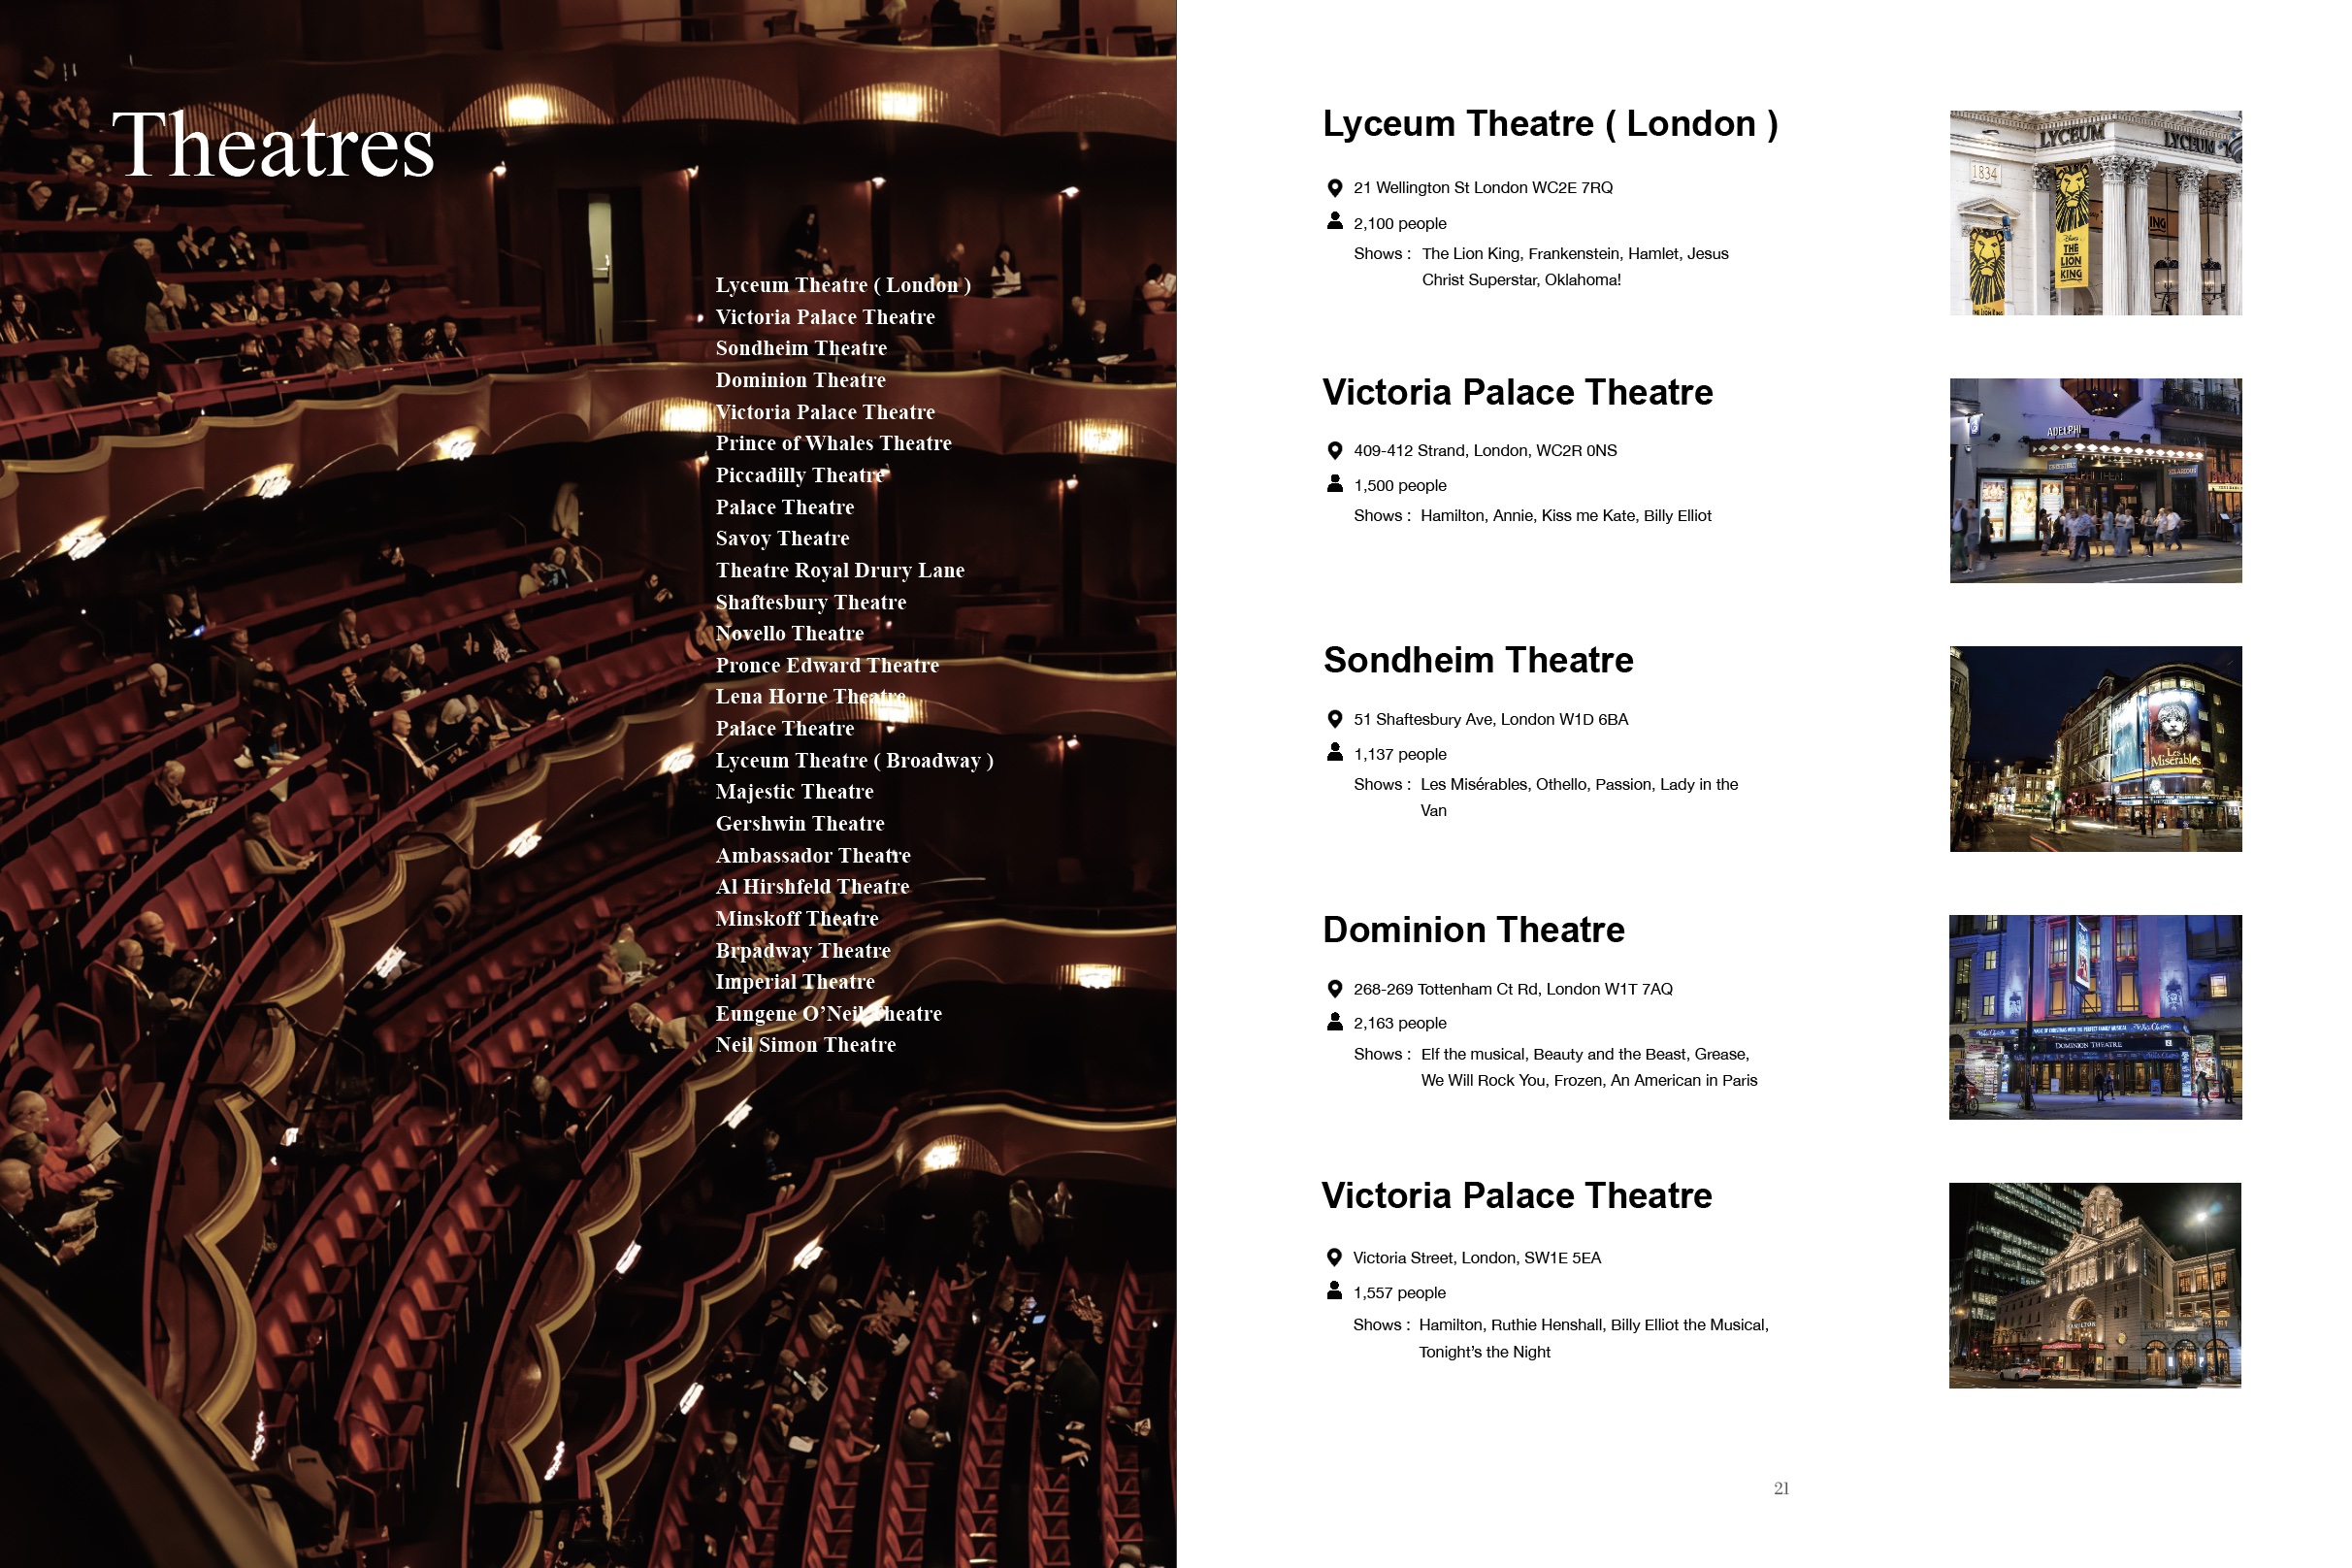 Theatres
Lyceum Theatre ( London )
Victoria Palace Theatre
Sondheim Theatre
Dominion Theatre
Victoria Palace Theatre
Prince of Whales Theatre
Piccadilly Theatre
Palace Theatre
Savoy Theatre
Theatre Royal Drury Lane
Shaftesbury Theatre
Novello Theatre
Pronce Edward Theatre
Lena Horne Theatre
Palace Theatre
Lyceum Theatre ( Broadway )
Majestic Theatre
Gershwin Theatre
Ambassador Theatre
Al Hirshfeld Theatre
Minskoff Theatre
Brpadway Theatre
Imperial Theatre
Eungene O’Neil Theatre
Neil Simon Theatre
Lyceum Theatre ( London )
21 Wellington St London WC2E 7RQ
2,100 people
Shows : The Lion King, Frankenstein, Hamlet, Jesus
Christ Superstar, Oklahoma!
LYCEUM
LYCEUM
1834
THE
LION
KING
KING
THE LION KING
Victoria Palace Theatre
409-412 Strand, London, WC2R 0NS
1,500 people
Shows : Hamilton, Annie, Kiss me Kate, Billy Elliot
ADELPHI
Sondheim Theatre
51 Shaftesbury Ave, London W1D 6BA
1,137 people
Shows : Les Misérables, Othello, Passion, Lady in the
Van
Les
Misérables
Dominion Theatre
268-269 Tottenham Ct Rd, London W1T 7AQ
2,163 people
Shows : Elf the musical, Beauty and the Beast, Grease,
We Will Rock You, Frozen, An American in Paris
DOMINION THEATRE
Victoria Palace Theatre
Victoria Street, London, SW1E 5EA
1,557 people
Shows : Hamilton, Ruthie Henshall, Billy Elliot the Musical,
Tonight’s the Night
HAMILTON
21